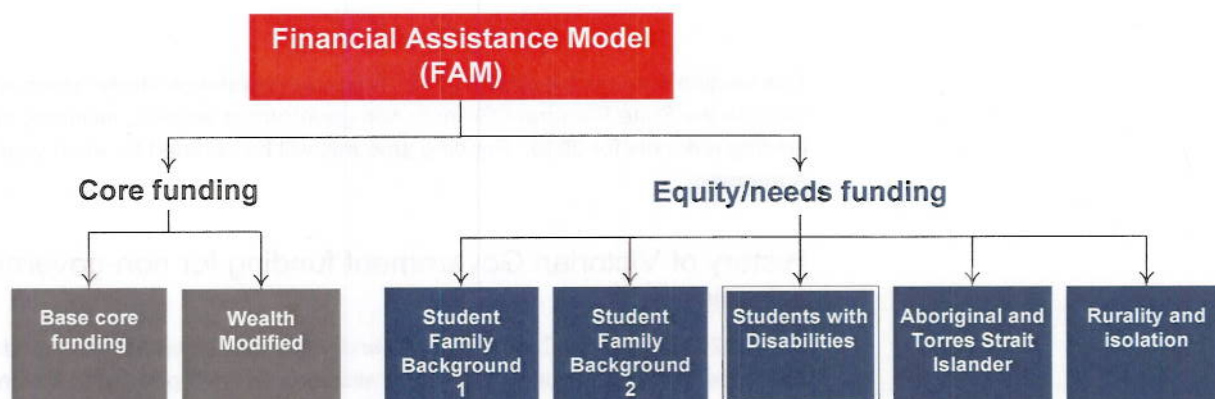 Financial Assistance Model
(FAM)
Core funding
Equity/needs funding
Base core
funding
Wealth
Modified
Student
Family
Background
1
Student
Family
Background
2
Students with
Disabilities
Aboriginal and
Torres Strait
Islander
Rurality and
isolation